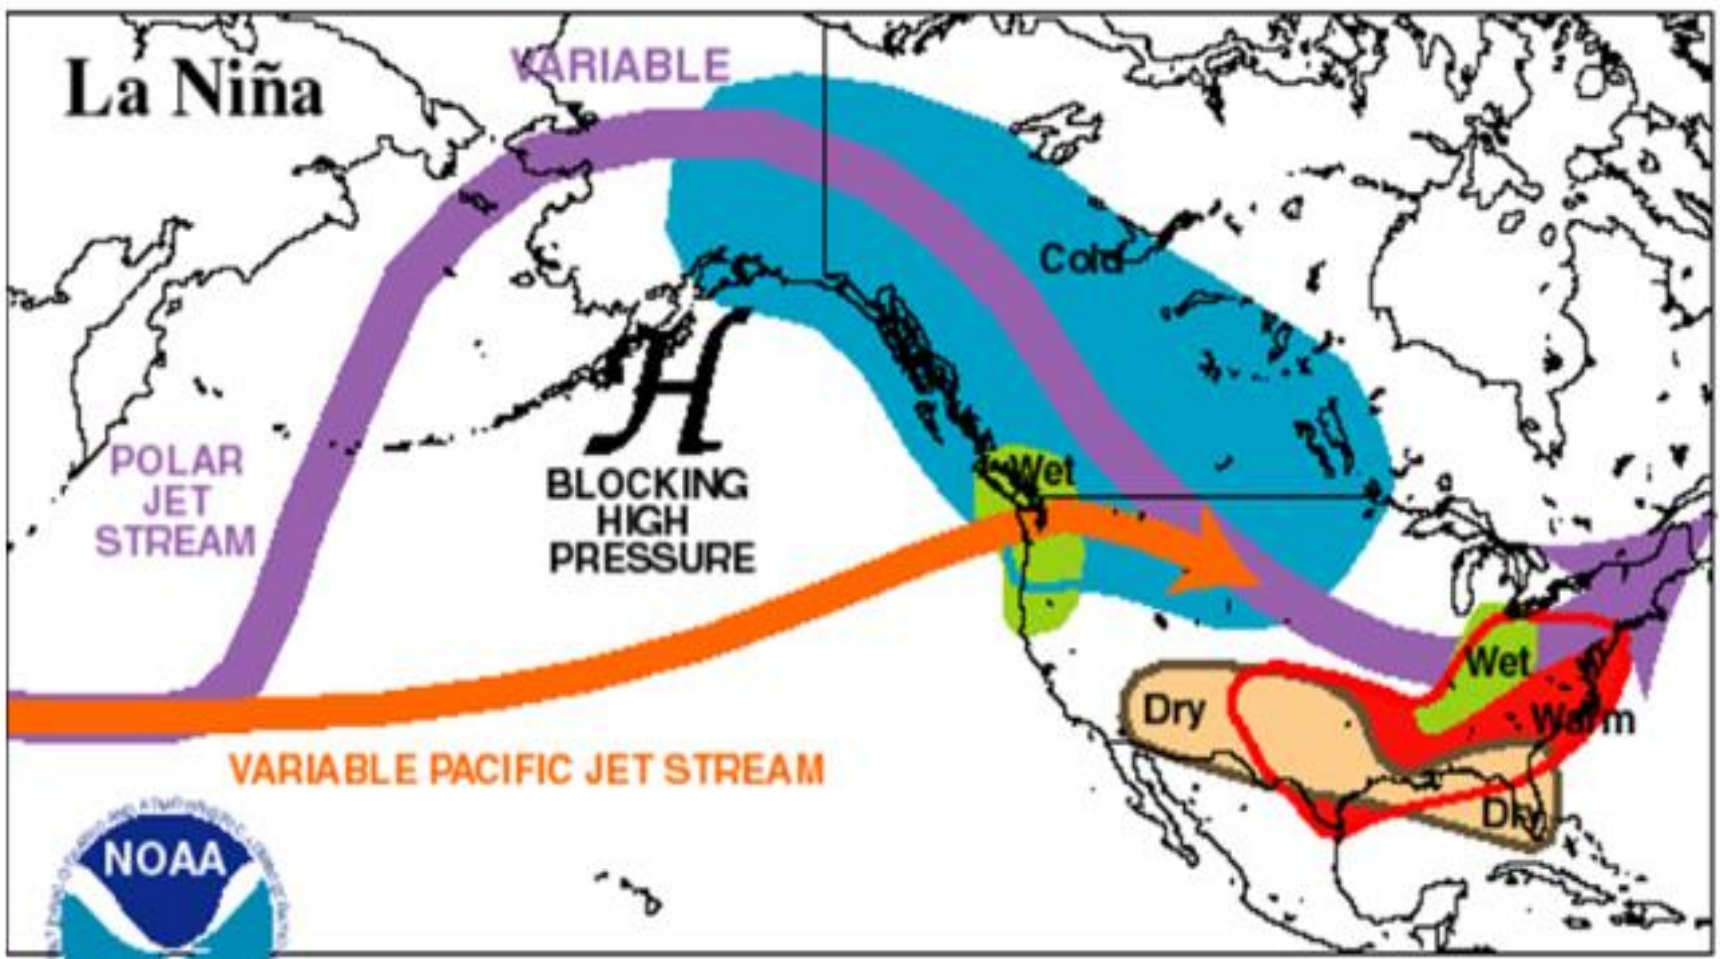 La Niña
VARIABLE
Cold
POLAR
JET
STREAM
BLOCKING
HIGH
PRESSURE
H
Wet
Wet
Dry
Warm
Dry
VARIABLE PACIFIC JET STREAM
NOAA